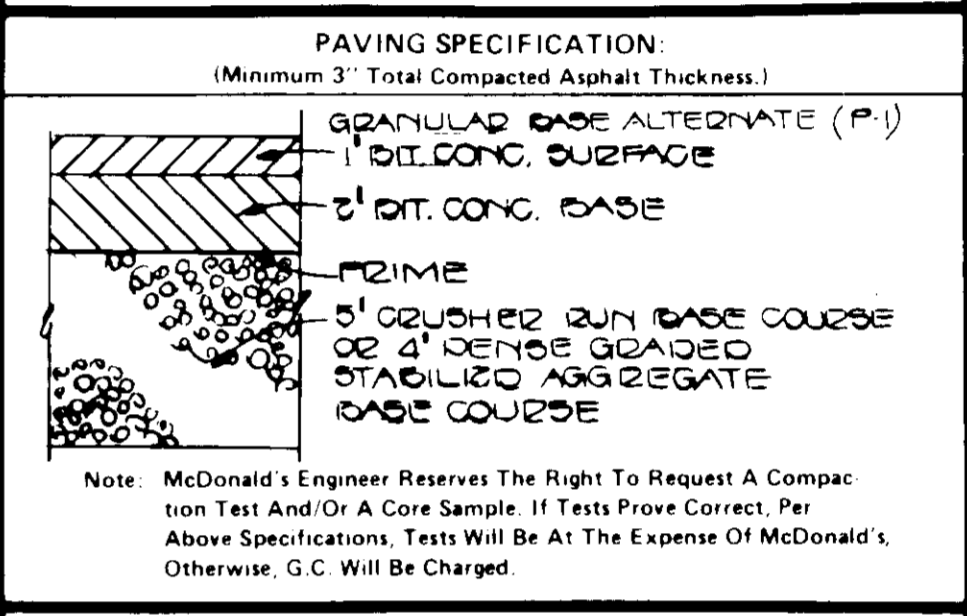 PAVING SPECIFICATION:
(Minimum 3'' Total Compacted Asphalt Thickness.)
GRANULAR BASE ALTERNATE (P-1)
1' BIT. CONC. SURFACE
2' BIT. CONC. BASE
PRIME
5' CRUSHER RUN BASE COURSE
OR 4' DENSE GRADED
STABILIZD AGGREGATE
BASE COURSE
Note: McDonald's Engineer Reserves The Right To Request A Compac-
tion Test And/Or A Core Sample. If Tests Prove Correct, Per
Above Specifications, Tests Will Be At The Expense Of McDonald's,
Otherwise, G.C. Will Be Charged.